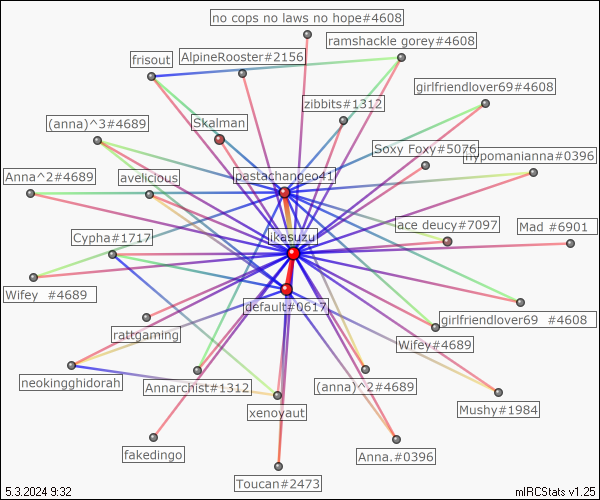 no cops no laws no hope#4608
ramshackle gorey#4608
frisout
AlpineRooster#2156
girlfriendlover69#4608
zibbits#1312
(anna)^3#4689
Skalman
Soxy Foxy#5076
hypomanianna#0396
Anna^2#4689
avelicious
pastachangeo41
ace deucy#7097
Mad #6901
Cypha#1717
ikasuzu
Wifey #4689
default#0617
girlfriendlover69 #4608
rattgaming
Wifey#4689
neokingghidorah
Annarchist#1312
(anna)^2#4689
xenoyaut
Mushy#1984
fakedingo
Anna.#0396
Toucan#2473
5.3.2024 9:32
mIRCStats v1.25